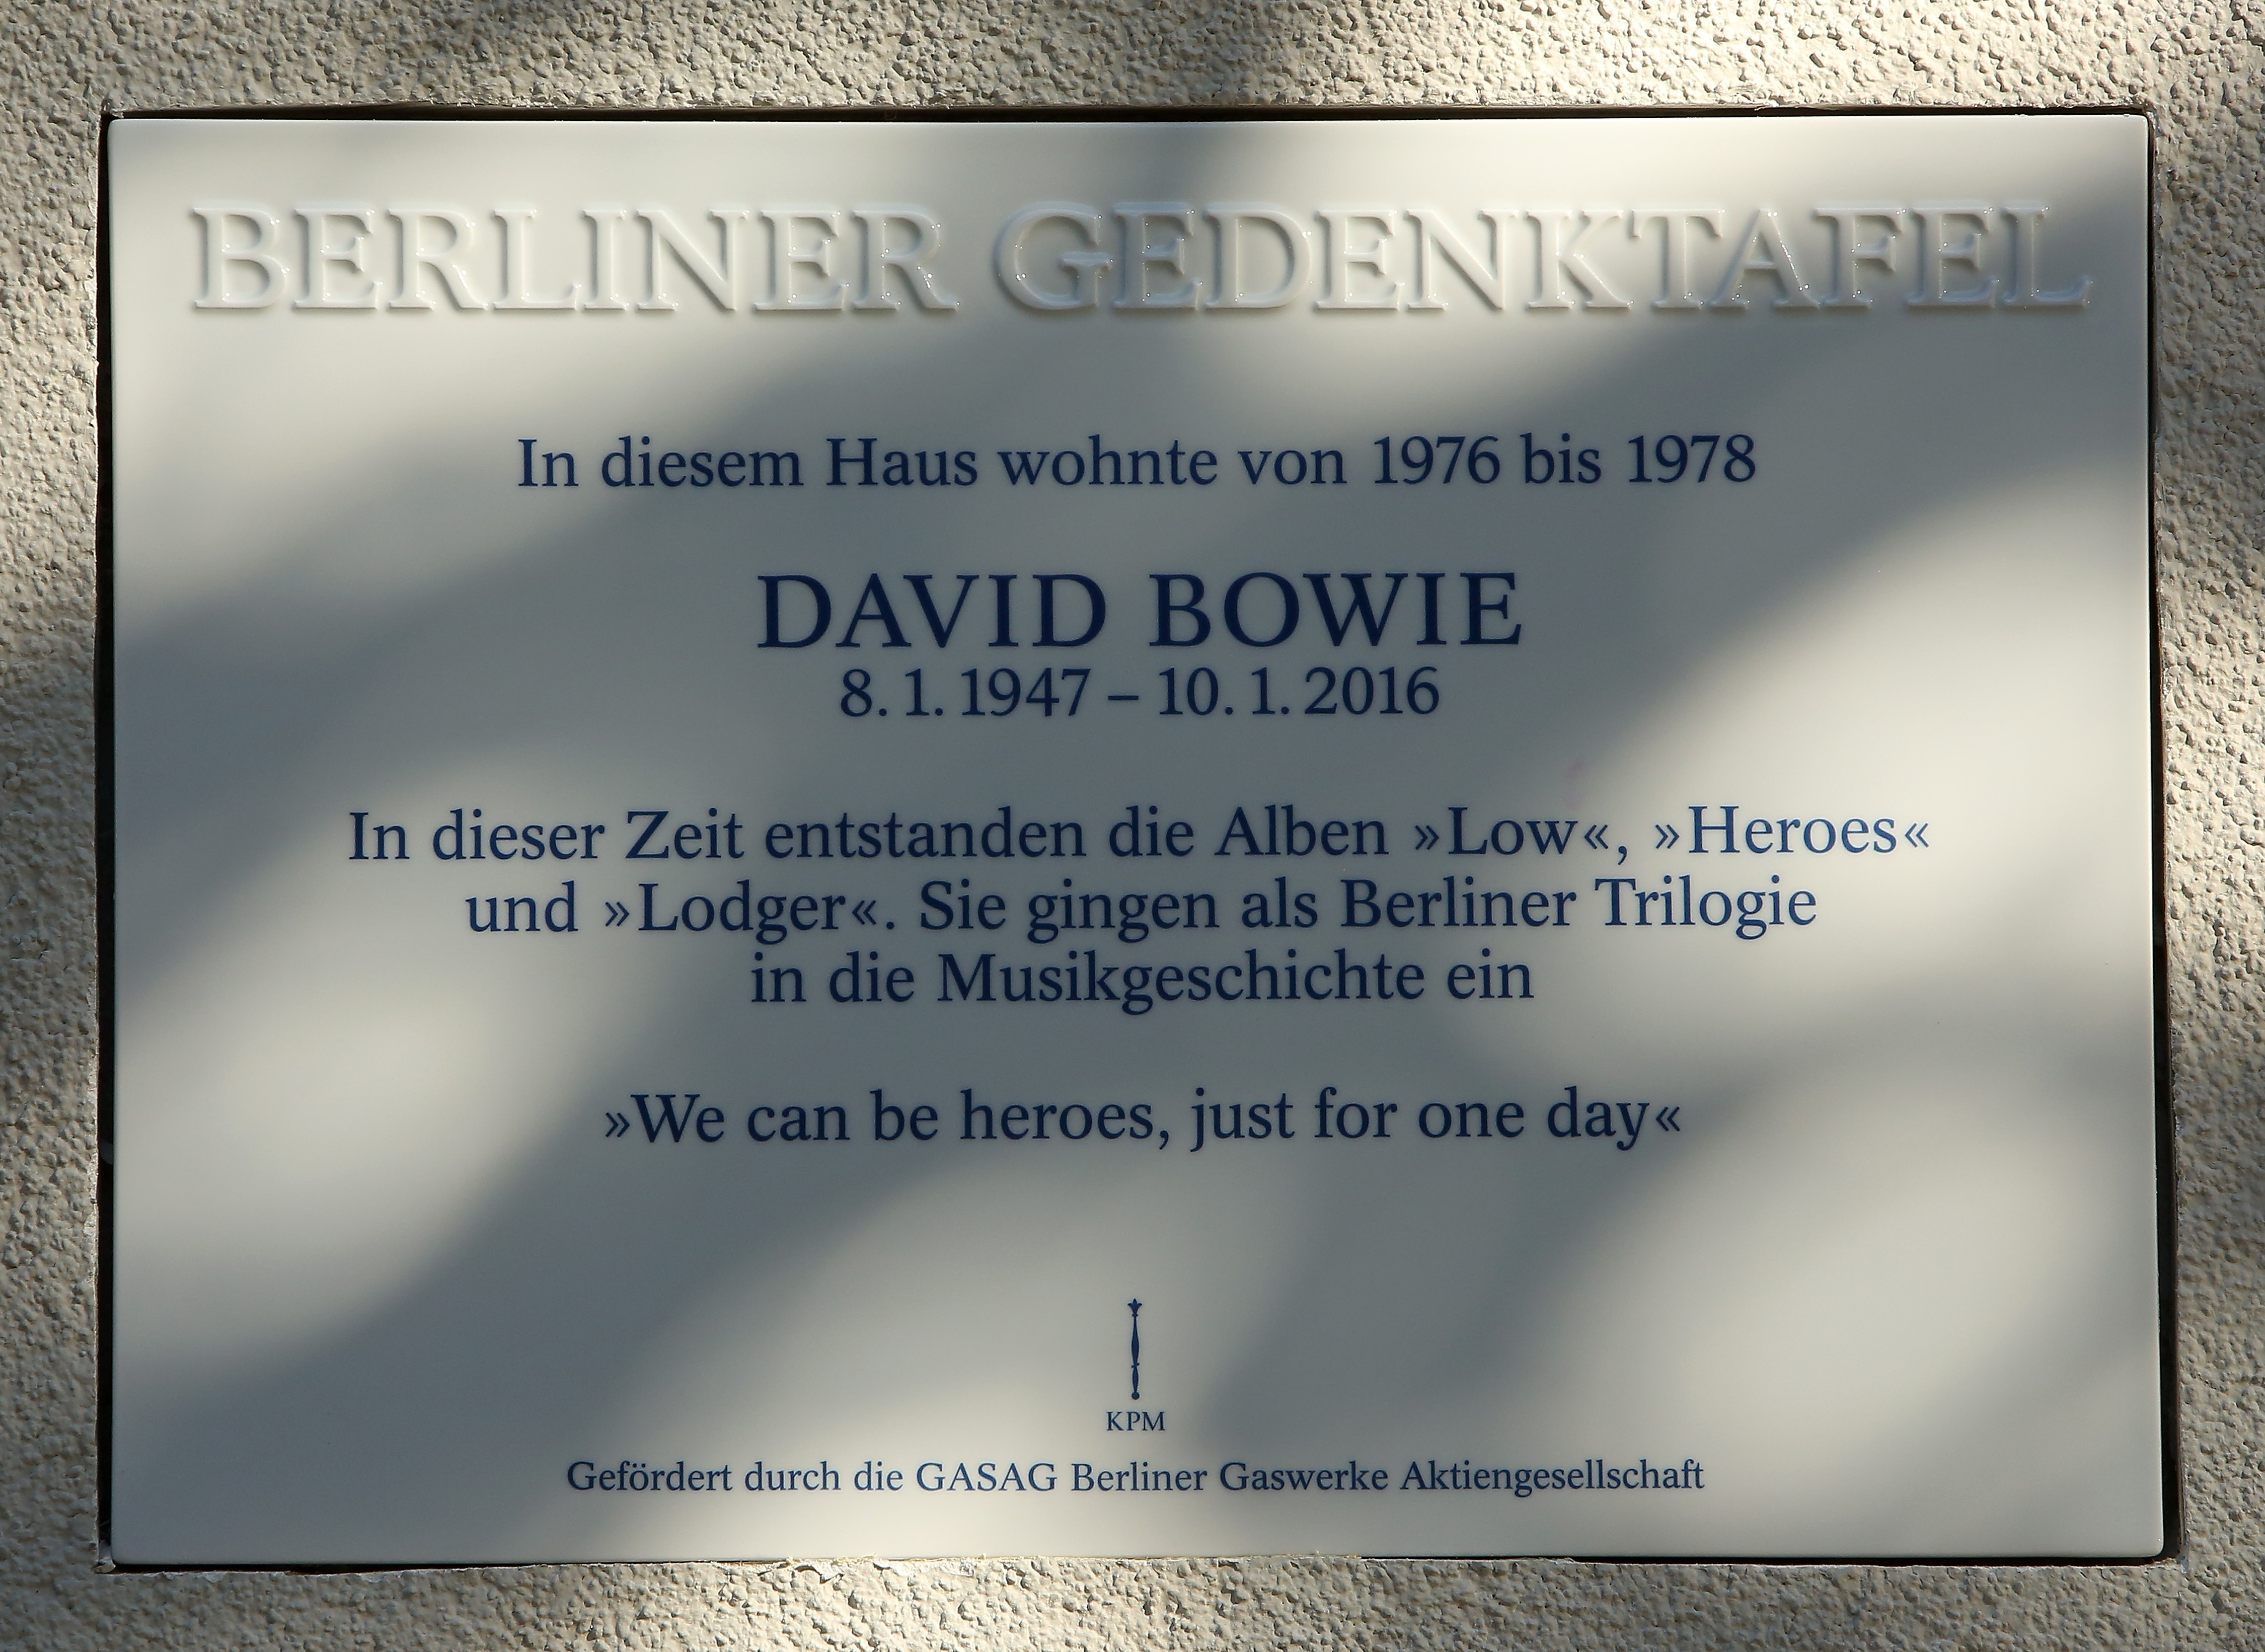 BERLINER GEDENKTAFEL
In diesem Haus wohnte von 1976 bis 1978
DAVID BOWIE
8. 1. 1947 – 10. 1. 2016
In dieser Zeit entstanden die Alben »Low«, »Heroes«
und »Lodger«. Sie gingen als Berliner Trilogie
in die Musikgeschichte ein
»We can be heroes, just for one day«
KPM
Gefördert durch die GASAG Berliner Gaswerke Aktiengesellschaft